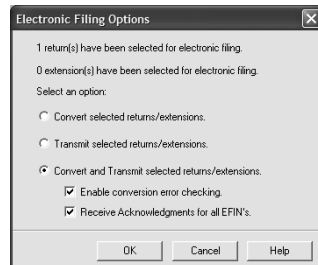 Electronic Filing Options
1 return(s) have been selected for electronic filing.
0 extension(s) have been selected for electronic filing.
Select an option:
Convert selected returns/extensions.
Transmit selected returns/extensions.
Convert and Transmit selected returns/extensions.
Enable conversion error checking.
Receive Acknowledgments for all EFIN's.
OK Cancel Help